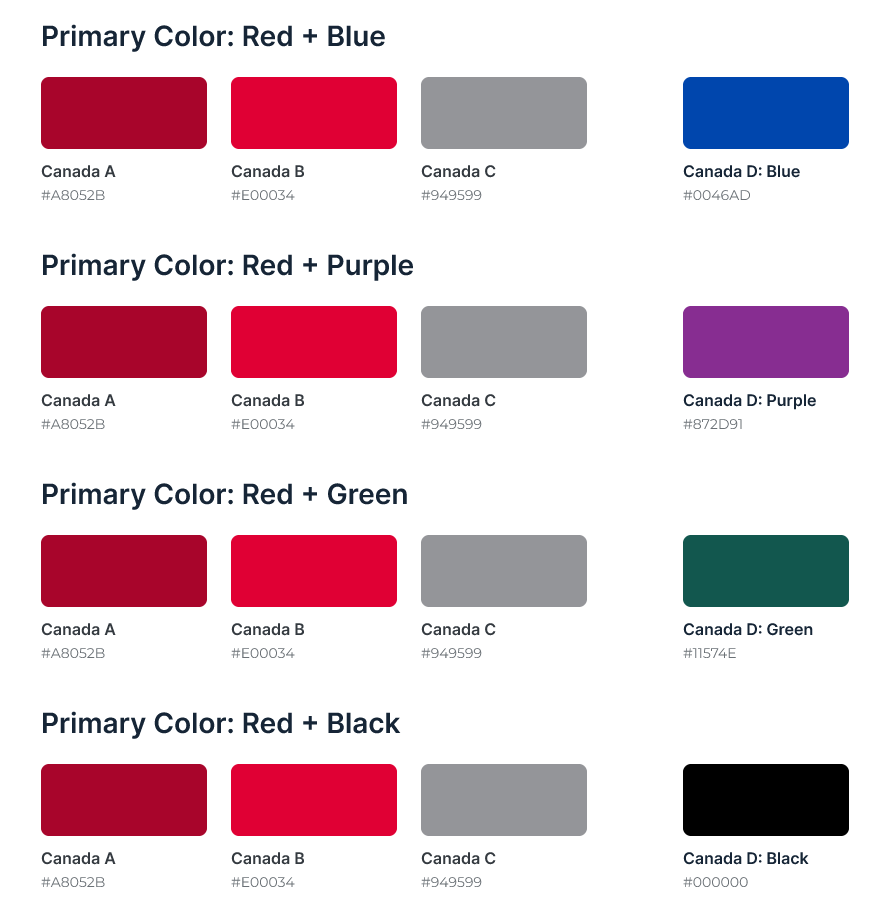 Primary Color: Red + Blue
Canada A
Canada B
Canada C
Canada D: Blue
#A8052B
#E00034
#949599
#0046AD
Primary Color: Red + Purple
Canada A
Canada B
Canada C
Canada D: Purple
#A8052B
#E00034
#949599
#872D91
Primary Color: Red + Green
Canada A
Canada B
Canada C
Canada D: Green
#A8052B
#E00034
#949599
#11574E
Primary Color: Red + Black
Canada A
Canada B
Canada C
Canada D: Black
#A8052B
#E00034
#949599
#000000